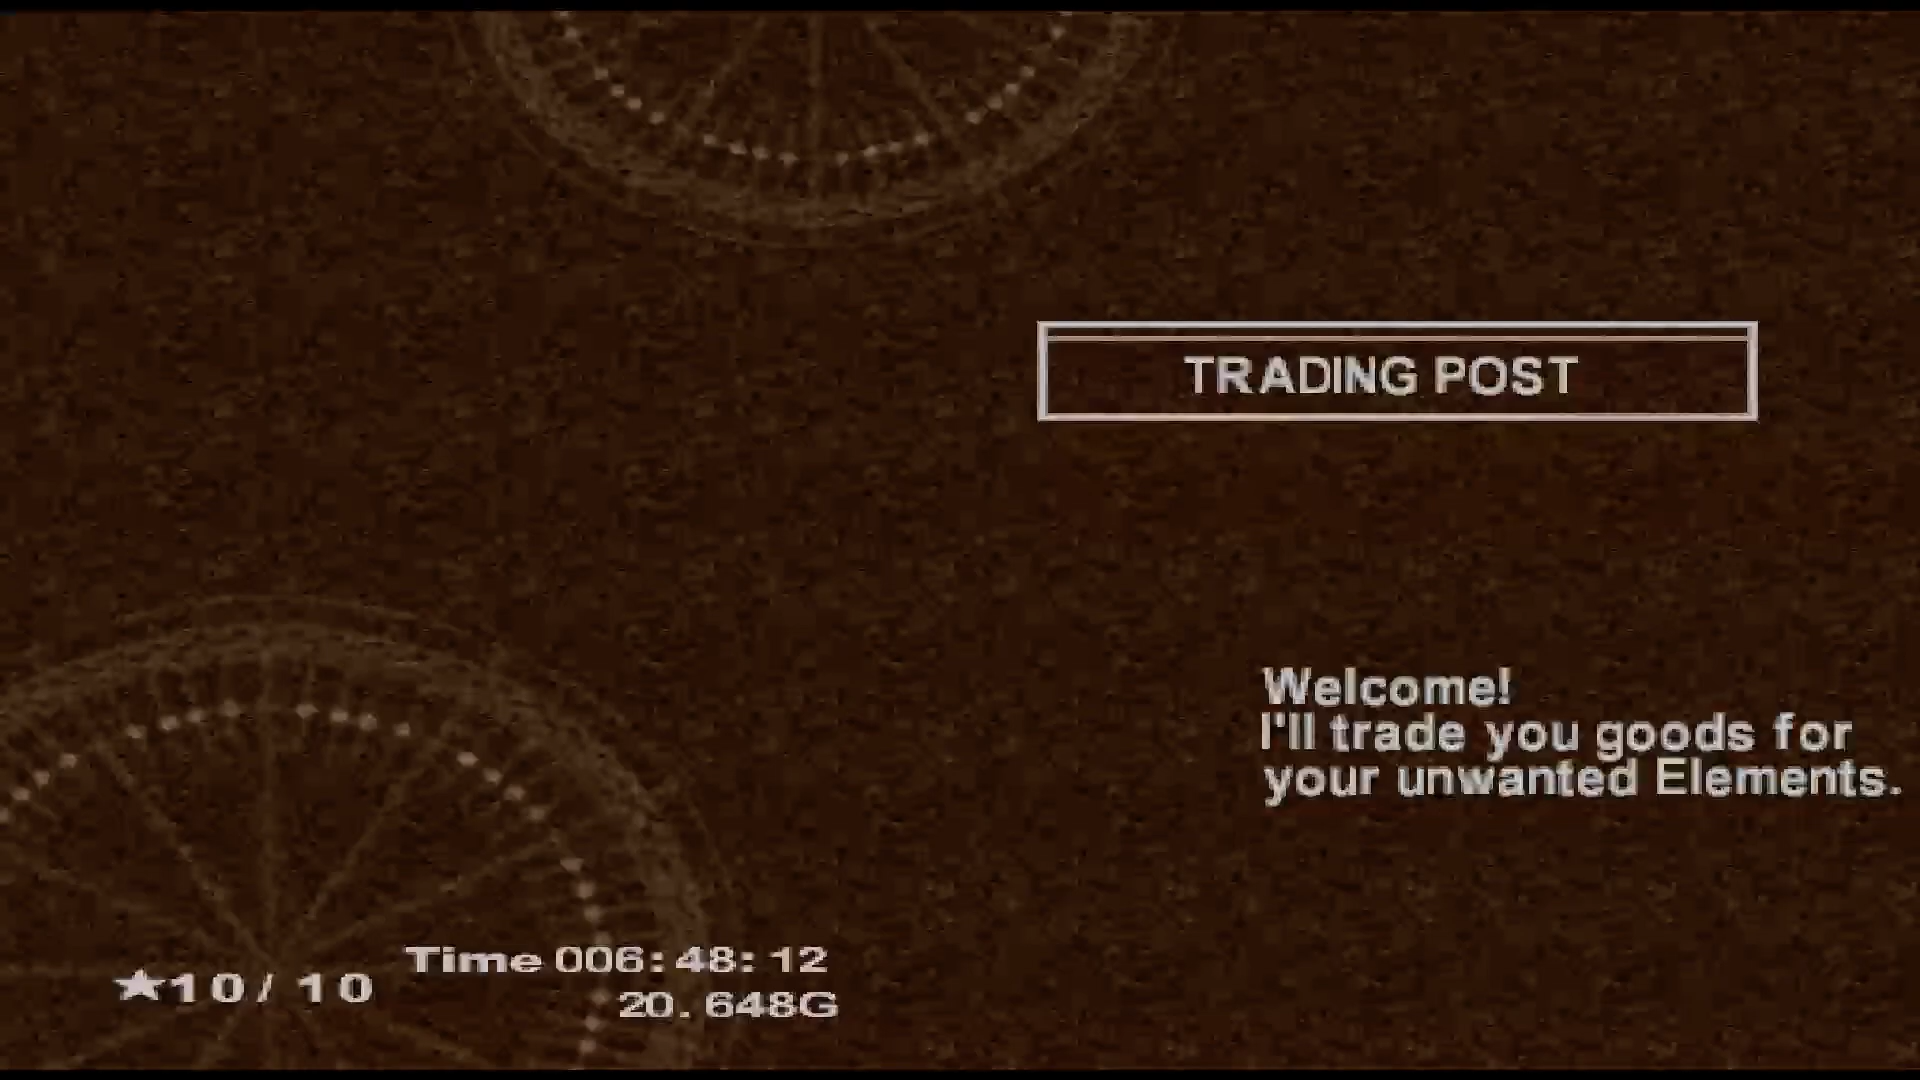 TRADING POST
Welcome!
I'll trade you goods for
your unwanted Elements.
Time 006:48:12
★10/ 10
20.648G